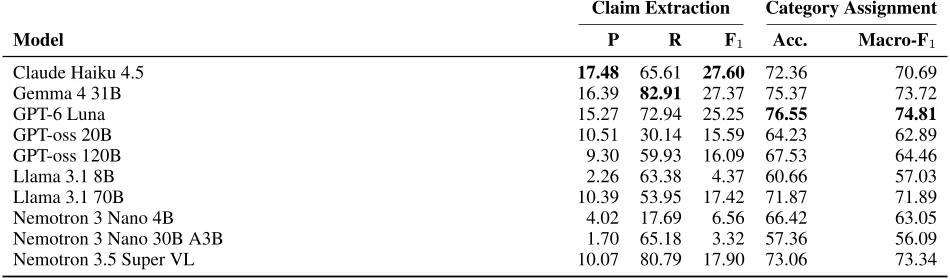 Claim Extraction Category Assignment
Model P R F1 Acc. Macro-F1
Claude Haiku 4.5 17.48 65.61 27.60 72.36 70.69
Gemma 4 31B 16.39 82.91 27.37 75.37 73.72
GPT-6 Luna 15.27 72.94 25.25 76.55 74.81
GPT-oss 20B 10.51 30.14 15.59 64.23 62.89
GPT-oss 120B 9.30 59.93 16.09 67.53 64.46
Llama 3.1 8B 2.26 63.38 4.37 60.66 57.03
Llama 3.1 70B 10.39 53.95 17.42 71.87 71.89
Nemotron 3 Nano 4B 4.02 17.69 6.56 66.42 63.05
Nemotron 3 Nano 30B A3B 1.70 65.18 3.32 57.36 56.09
Nemotron 3.5 Super VL 10.07 80.79 17.90 73.06 73.34